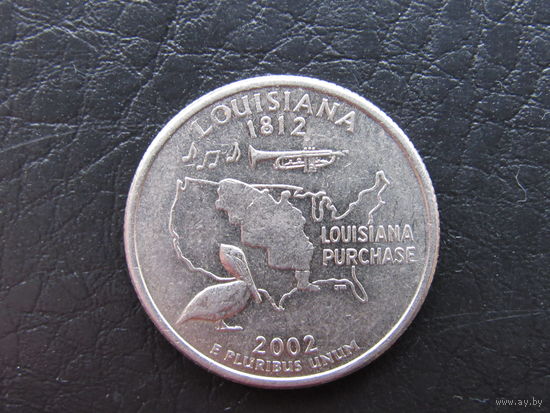 LOUISIANA
1812
LOUISIANA
PURCHASE
2002
E PLURIBUS UNUM
www.ay.by